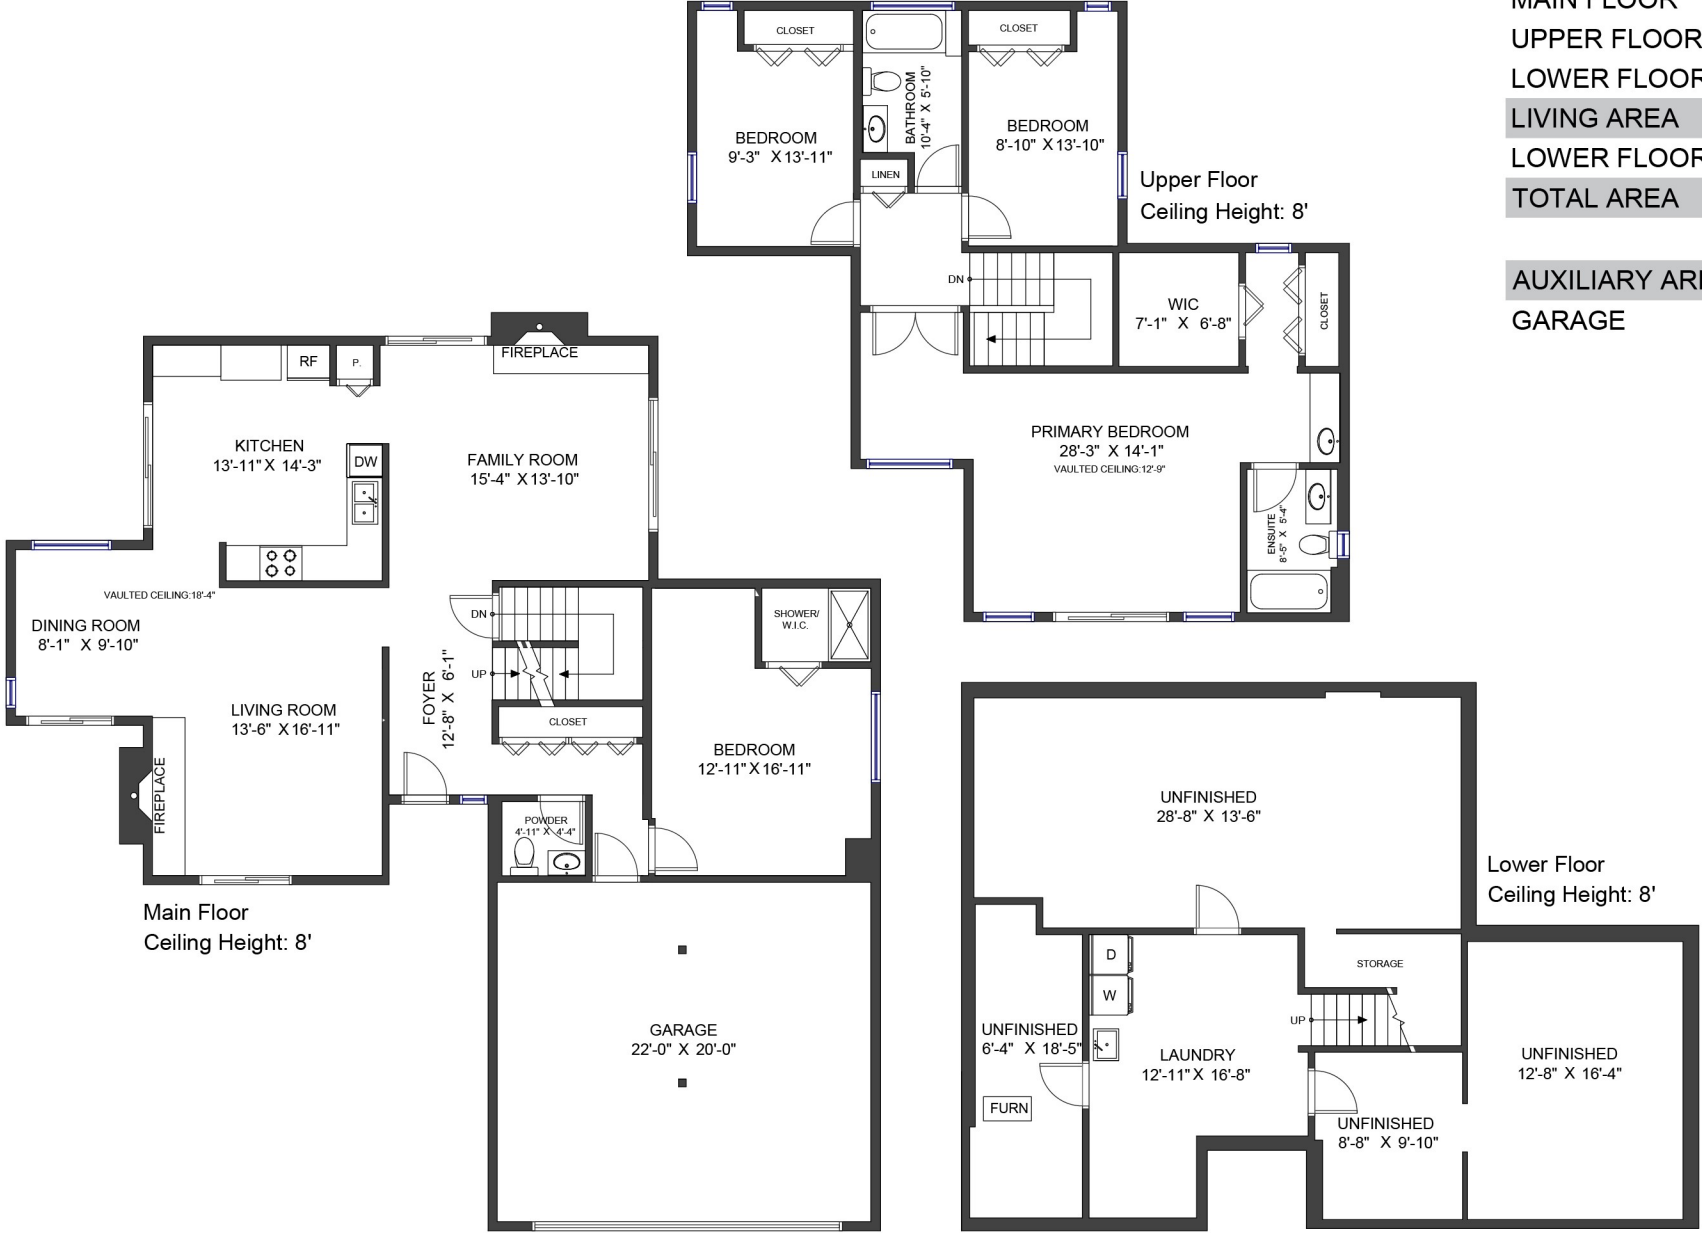 MAIN FLOOR
UPPER FLOOR
LOWER FLOOR
LIVING AREA
LOWER FLOOR
TOTAL AREA
AUXILIARY
GARAGE
CLOSET
CLOSET
BATHROOM
10'-4" X 5'-10"
BEDROOM
9'-3" X 13'-11"
BEDROOM
8'-10" X 13'-10"
LINEN
Upper Floor
Ceiling Height: 8'
DN
WIC
7'-1" X 6'-8"
CLOSET
PRIMARY BEDROOM
28'-3" X 14'-1"
VAULTED CEILING:12'-9"
ENSUITE
8'-5" X 5'-4"
FIREPLACE
RF
P.
KITCHEN
13'-11" X 14'-3"
DW
FAMILY ROOM
15'-4" X 13'-10"
VAULTED CEILING:18'-4"
DINING ROOM
8'-1" X 9'-10"
DN
UP
SHOWER/
W.I.C.
FOYER
12'-8" X 6'-1"
LIVING ROOM
13'-6" X 16'-11"
CLOSET
BEDROOM
12'-11" X 16'-11"
FIREPLACE
POWDER
4'-11" X 4'-4"
Main Floor
Ceiling Height: 8'
GARAGE
22'-0" X 20'-0"
UNFINISHED
28'-8" X 13'-6"
Lower Floor
Ceiling Height: 8'
D
W
STORAGE
UP
UNFINISHED
6'-4" X 18'-5"
LAUNDRY
12'-11" X 16'-8"
UNFINISHED
12'-8" X 16'-4"
FURN
UNFINISHED
8'-8" X 9'-10"